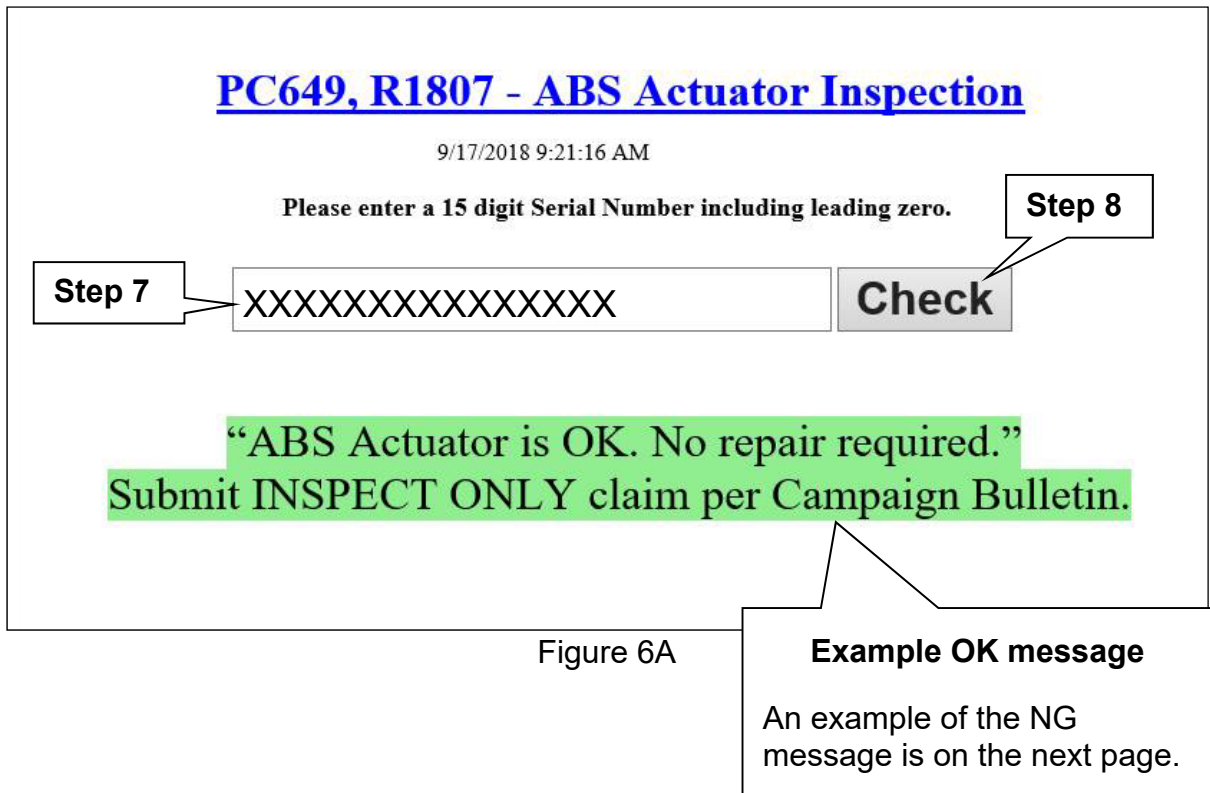 PC649, R1807 - ABS Actuator Inspection
9/17/2018 9:21:16 AM
Please enter a 15 digit Serial Number including leading zero.
Step 8
Step 7
XXXXXXXXXXXXXXX
Check
“ABS Actuator is OK. No repair required.”
Submit INSPECT ONLY claim per Campaign Bulletin.
Figure 6A
Example OK message
An example of the NG
message is on the next page.